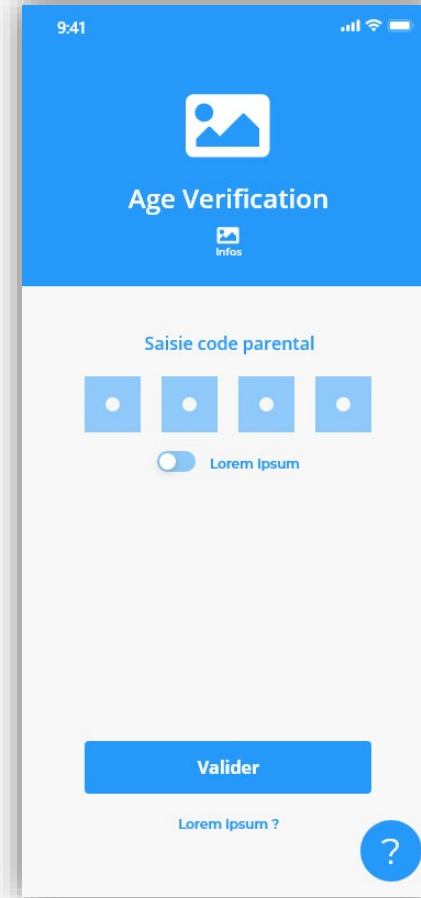 9:41
Age Verification
Infos
Saisie code parental
Lorem Ipsum
Valider
Lorem Ipsum ?
?